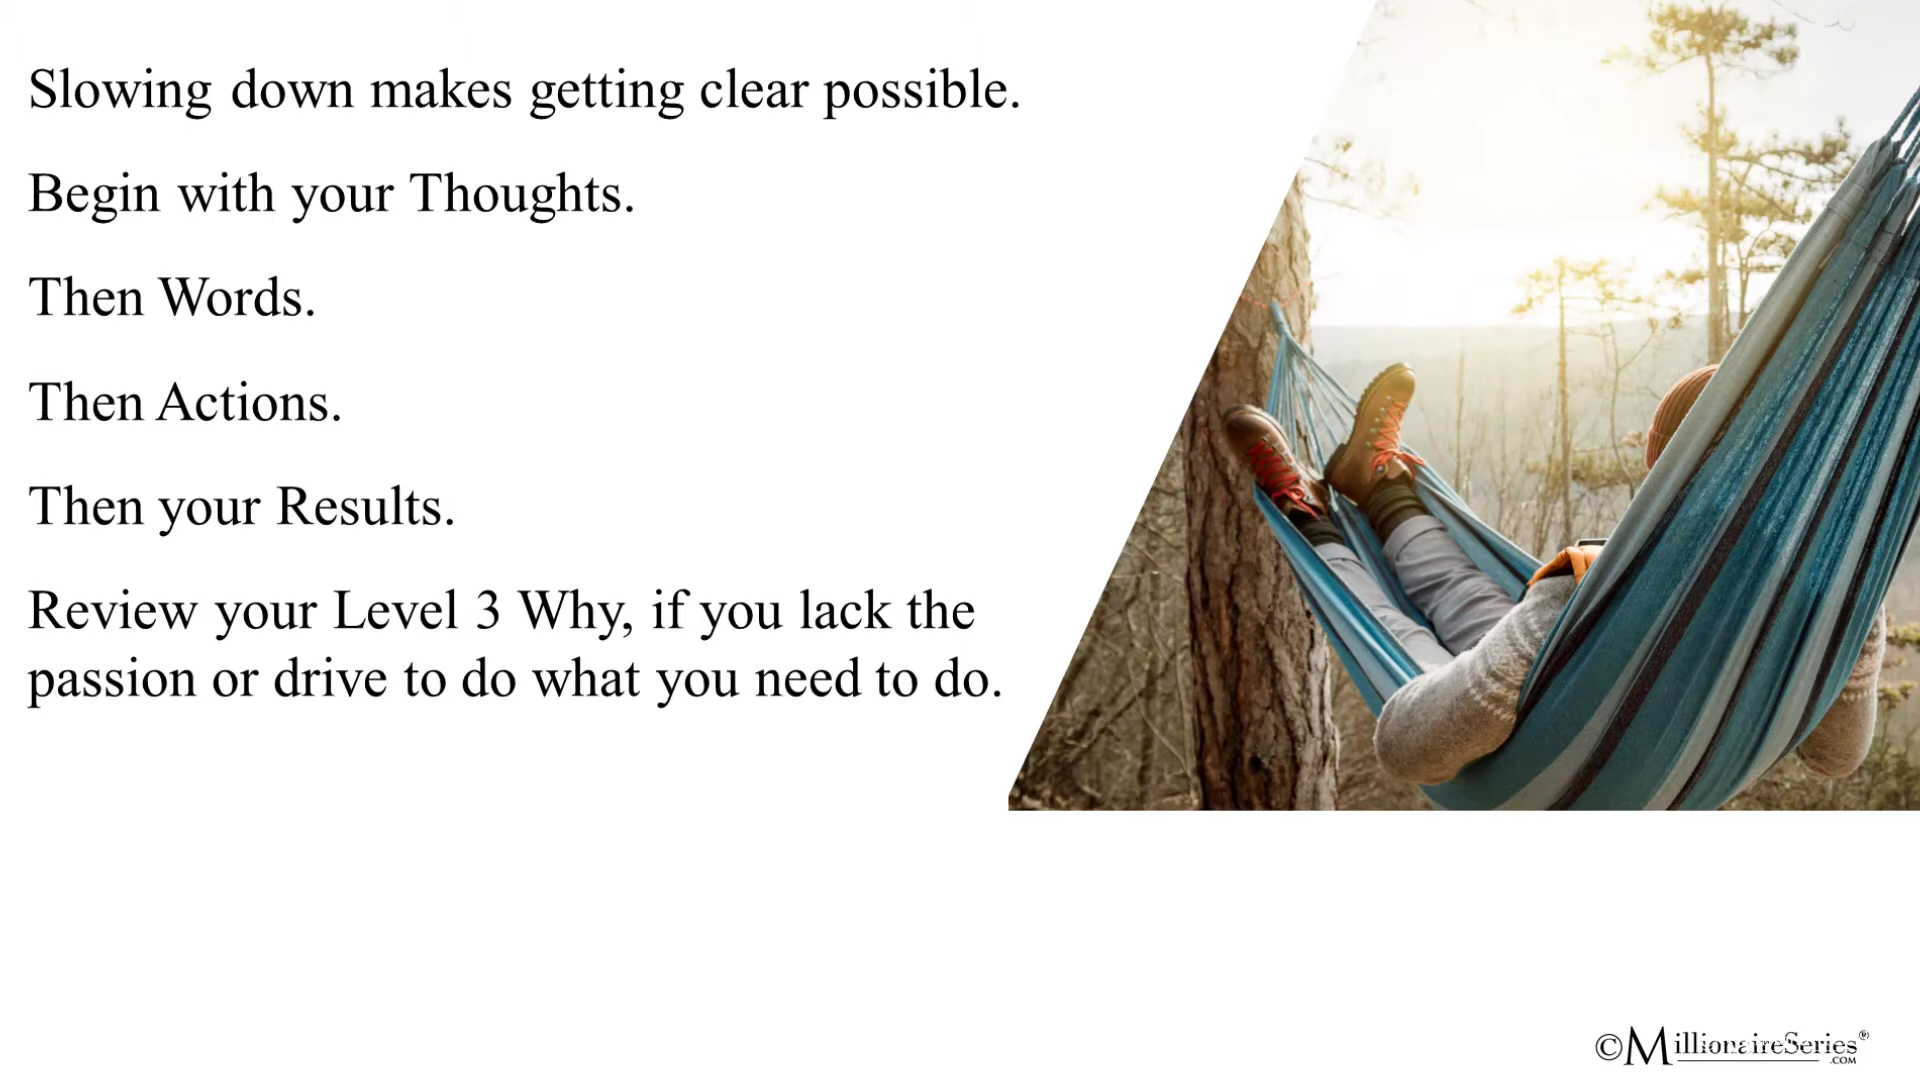 Slowing down makes getting clear possible.
Begin with your Thoughts.
Then Words.
Then Actions.
Then your Results.
Review your Level 3 Why, if you lack the
passion or drive to do what you need to do.
©MillionaireSeries®
.COM